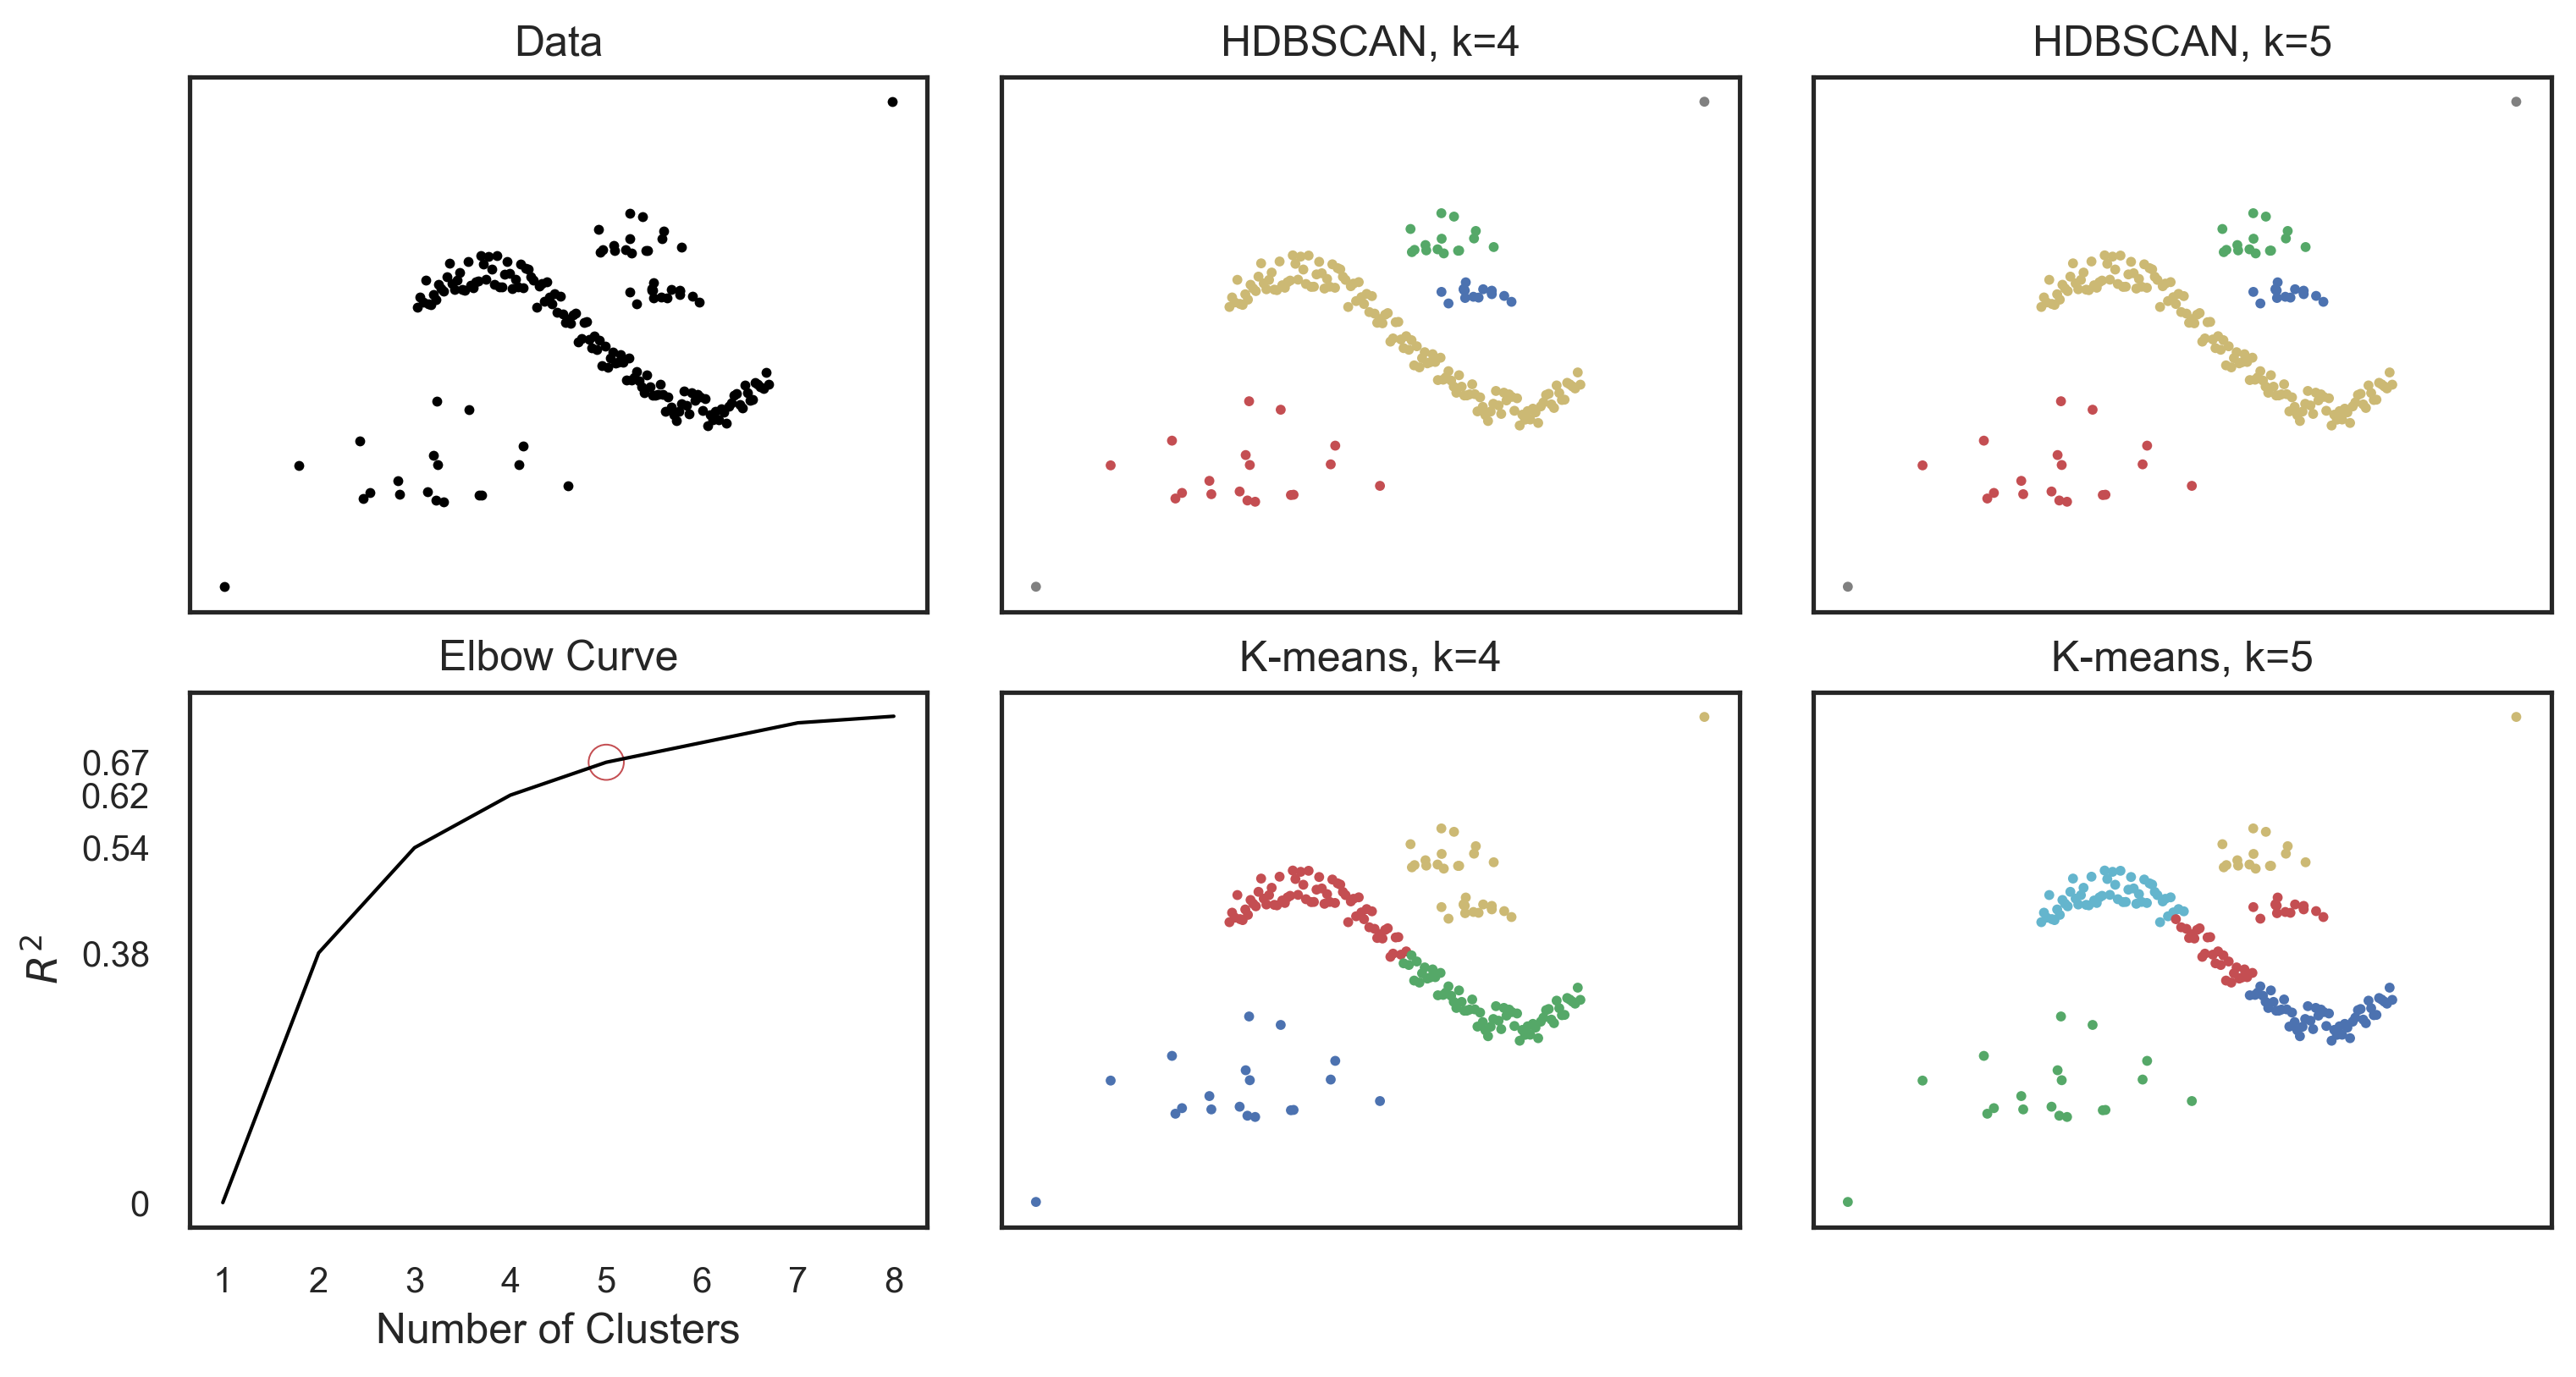 Data
HDBSCAN, k=4
HDBSCAN, k=5
Elbow Curve
K-means, k=4
K-means, k=5
0.67
0.62
0.54
0.38
0
R²
1 2 3 4 5 6 7 8
Number of Clusters